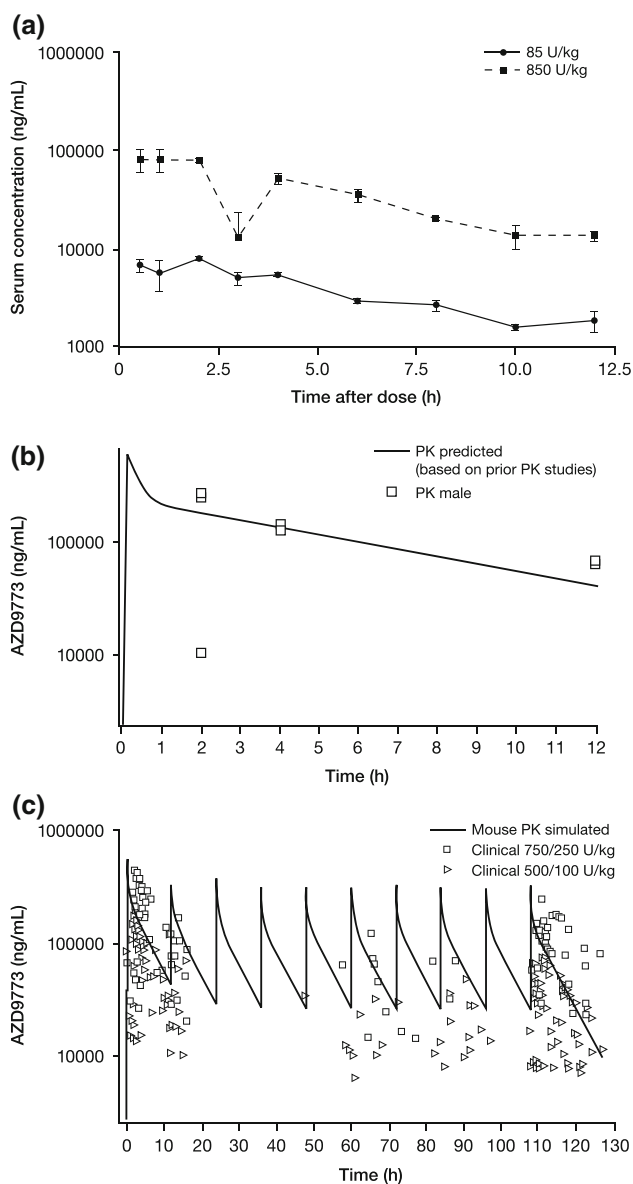 (a)
1000000
100000
10000
1000
Serum concentration (ng/mL)
85 U/kg
850 U/kg
0 2.5 5.0 7.5 10.0 12.5
Time after dose (h)
(b)
100000
10000
AZD9773 (ng/mL)
PK predicted
(based on prior PK studies)
PK male
0 1 2 3 4 5 6 7 8 9 10 11 12
Time (h)
(c)
1000000
100000
10000
AZD9773 (ng/mL)
Mouse PK simulated
Clinical 750/250 U/kg
Clinical 500/100 U/kg
0 10 20 30 40 50 60 70 80 90 100 110 120 130
Time (h)